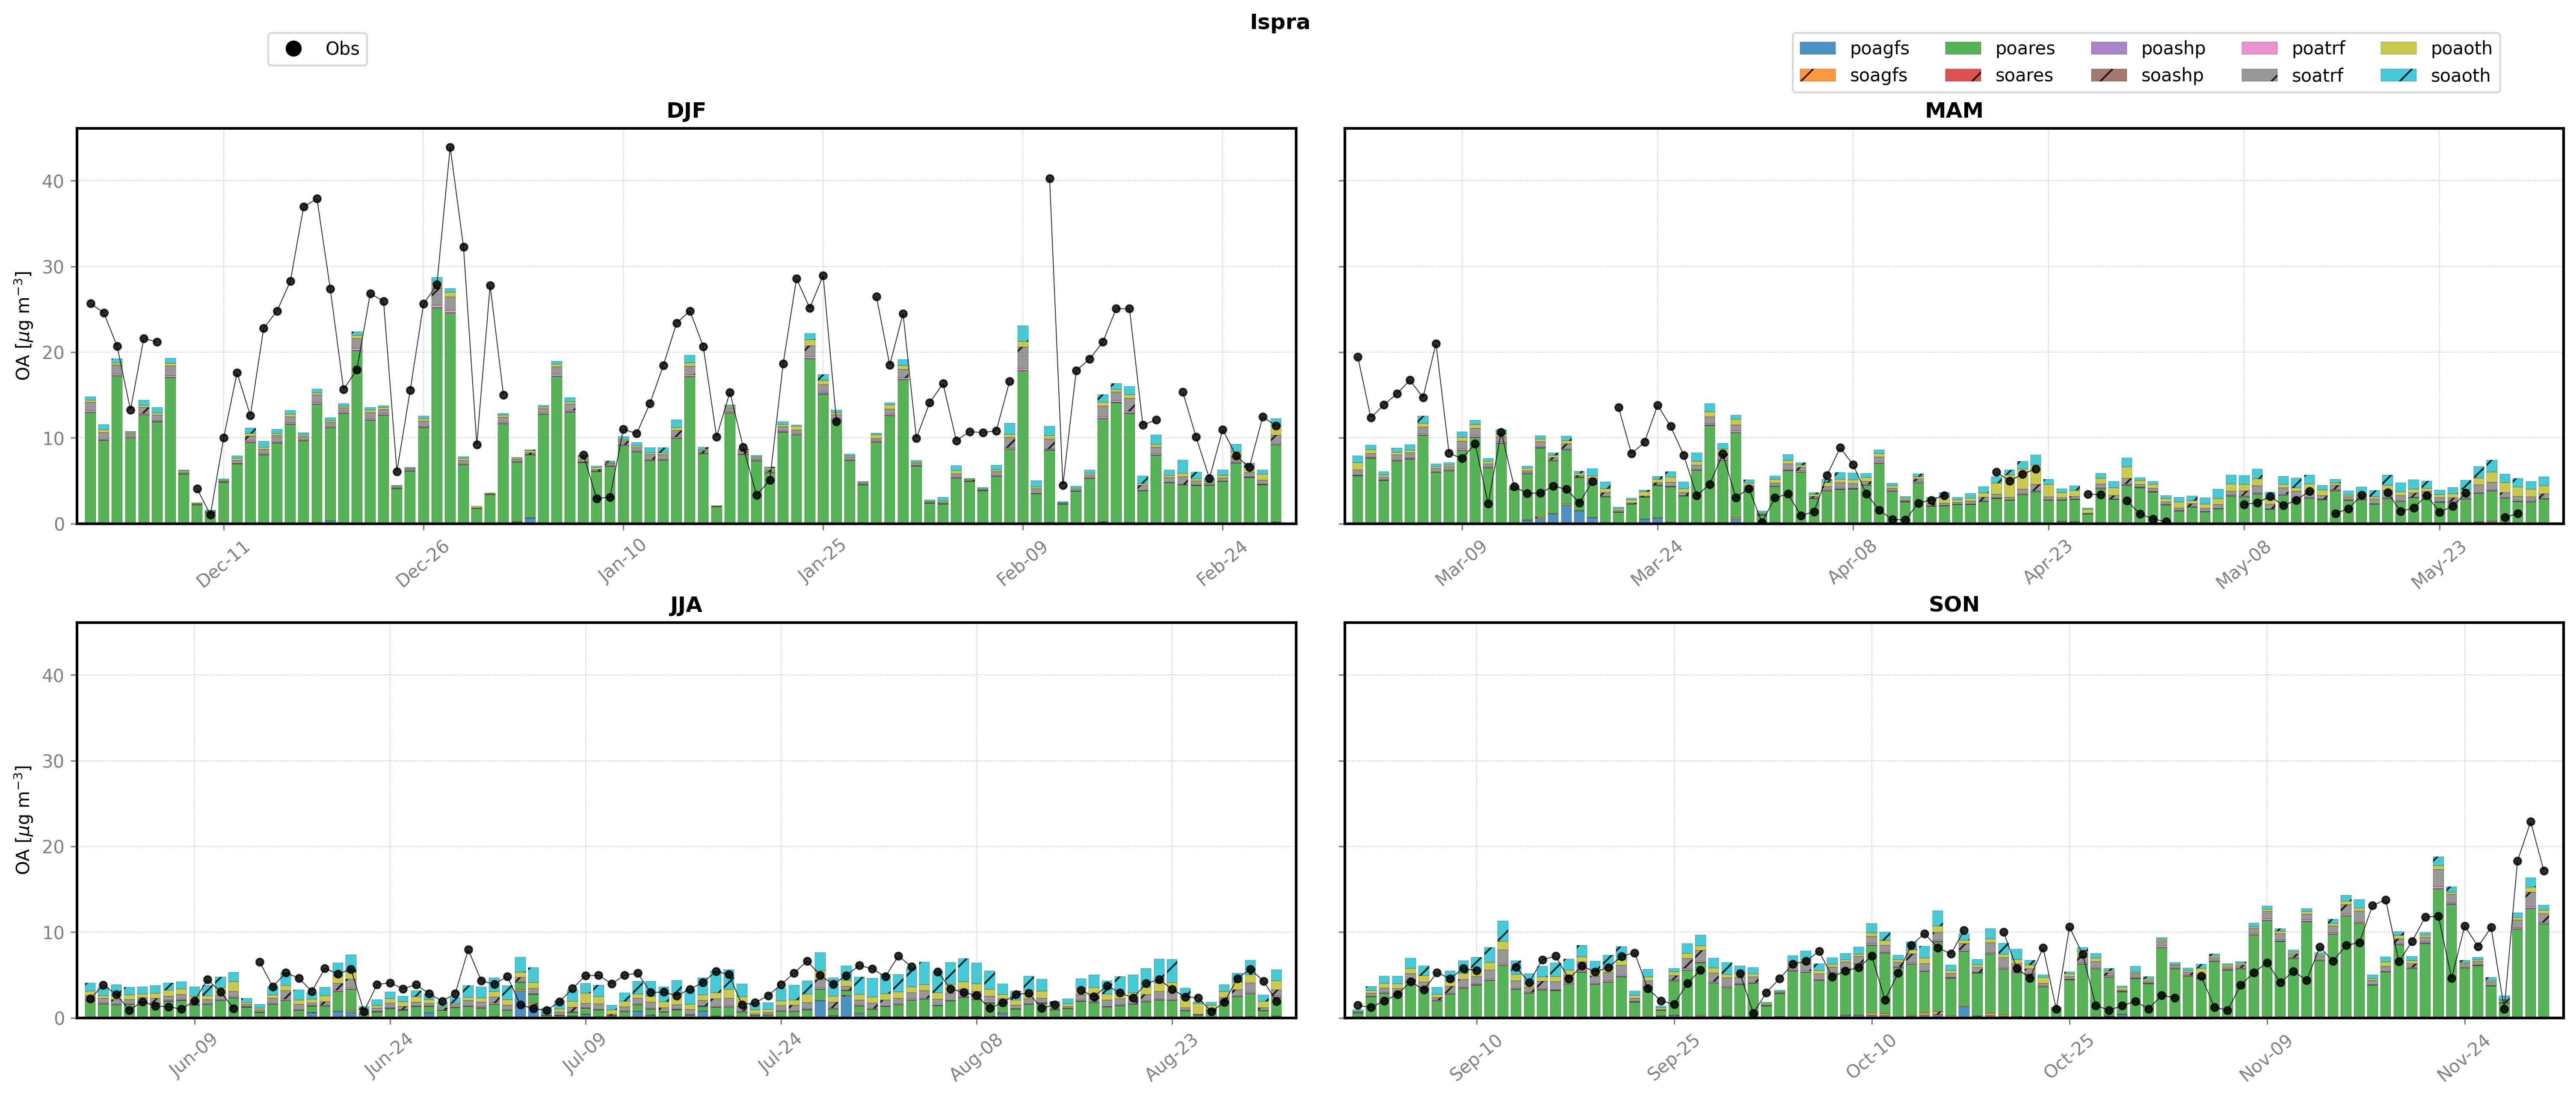 Ispra
Obs
poagfs poares poashp poatrf poaoth
soagfs soares soashp soatrf soaoth
DJF
MAM
OA [μg m⁻³]
40
30
20
10
0
Dec-11 Dec-26 Jan-10 Jan-25 Feb-09 Feb-24
Mar-09 Mar-24 Apr-08 Apr-23 May-08 May-23
JJA
SON
OA [μg m⁻³]
40
30
20
10
0
Jun-09 Jun-24 Jul-09 Jul-24 Aug-08 Aug-23
Sep-10 Sep-25 Oct-10 Oct-25 Nov-09 Nov-24